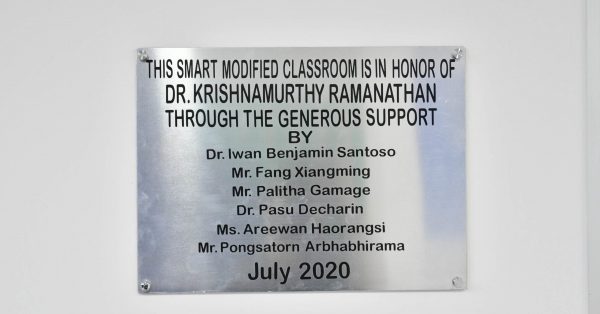 THIS SMART MODIFIED CLASSROOM IS IN HONOR OF
DR. KRISHNAMURTHY RAMANATHAN
THROUGH THE GENEROUS SUPPORT
BY
Dr. Iwan Benjamin Santoso
Mr. Fang Xiangming
Mr. Palitha Gamage
Dr. Pasu Decharin
Ms. Areewan Haorangsi
Mr. Pongsatorn Arbhabhirama
July 2020